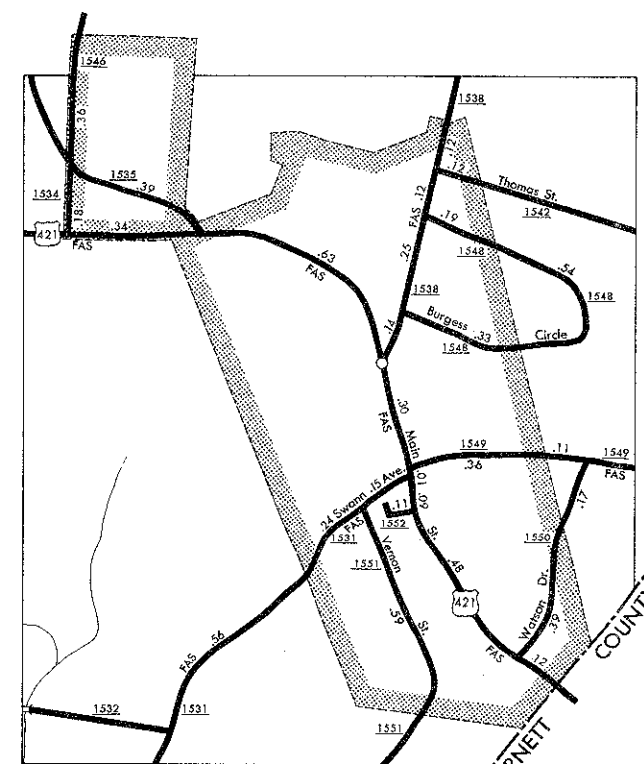 1546
.36
1535
.39
1534
.18
421
FAS
.34
1538
.12
.12
Thomas St.
1542
FAS .12
.19
1548
.54
1548
.25
.63
FAS
1538
Burgess .33 Circle
1548
.14
.30
FAS Main
1549
.36
.11
1549
FAS
.01 .09
.24 Swann .15 Ave.
FAS
1531
.11
1552
.17
1550
St.
Vernon
1551
.48
421
Watson Dr.
.39
St.
.59
.56
FAS
FAS
.12
COUNTY
1532
1531
1551
RNETT